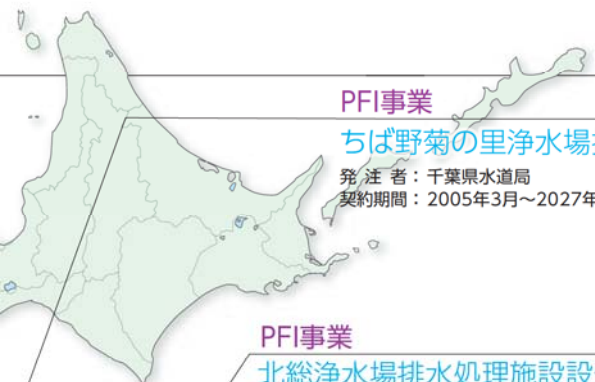 PFI事業
ちば野菊の里浄水場
発 注 者：千葉県水道局
契約期間：2005年3月～2027年
PFI事業
北総浄水場排水処理施設設